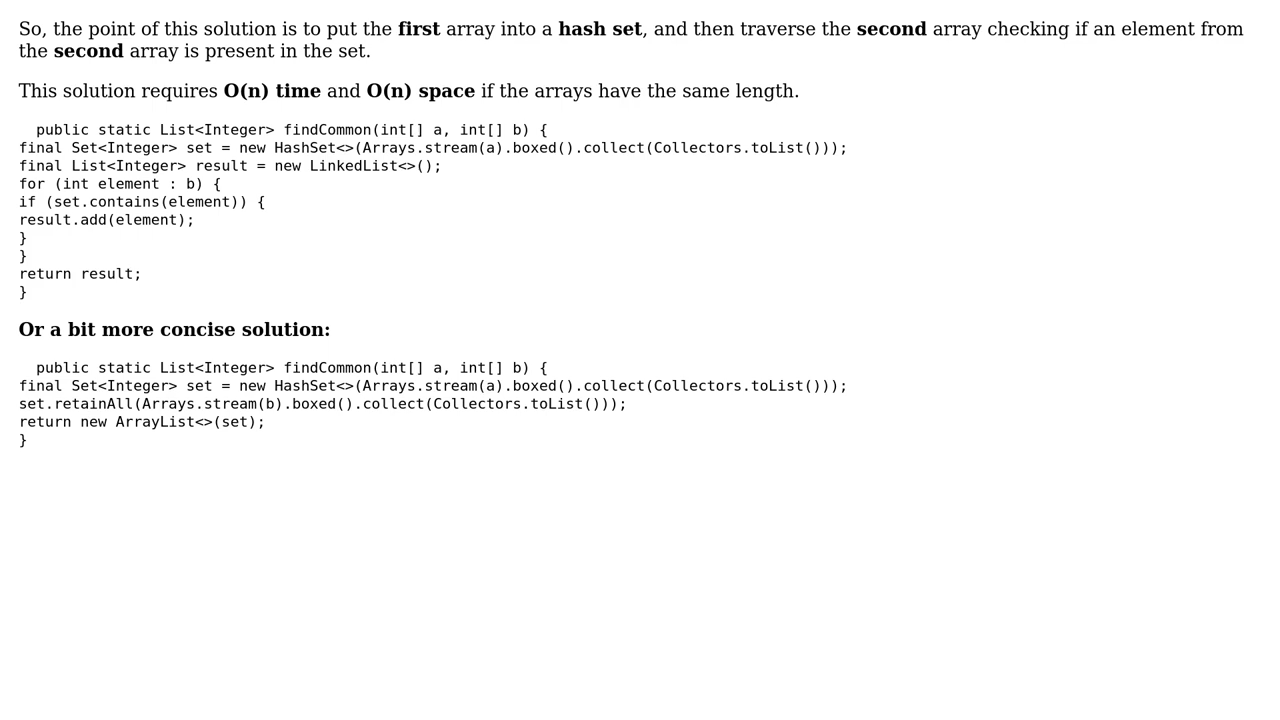 So, the point of this solution is to put the first array into a hash set, and then traverse the second array checking if an element from
the second array is present in the set.
This solution requires O(n) time and O(n) space if the arrays have the same length.
public static List<Integer> findCommon(int[] a, int[] b) {
final Set<Integer> set = new HashSet<>(Arrays.stream(a).boxed().collect(Collectors.toList()));
final List<Integer> result = new LinkedList<>();
for (int element : b) {
if (set.contains(element)) {
result.add(element);
}
}
return result;
}
Or a bit more concise solution:
public static List<Integer> findCommon(int[] a, int[] b) {
final Set<Integer> set = new HashSet<>(Arrays.stream(a).boxed().collect(Collectors.toList()));
set.retainAll(Arrays.stream(b).boxed().collect(Collectors.toList()));
return new ArrayList<>(set);
}